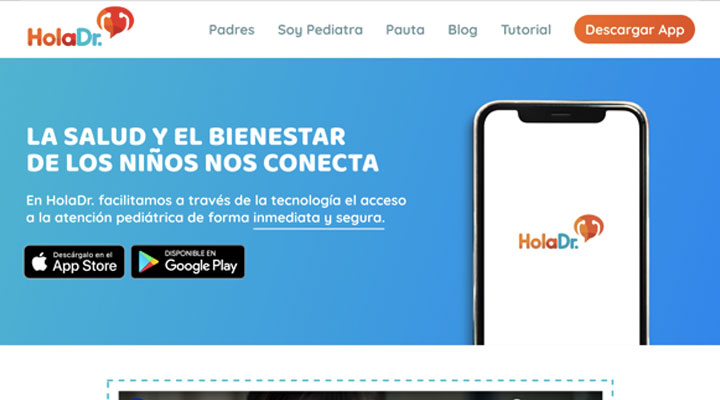 HolaDr.
Padres
Soy Pediatra
Pauta
Blog
Tutorial
Descargar App
LA SALUD Y EL BIENESTAR
DE LOS NIÑOS NOS CONECTA
En HolaDr. facilitamos a través de la tecnología el acceso
a la atención pediátrica de forma inmediata y segura.
Descárgalo en el
App Store
DISPONIBLE EN
Google Play
HolaDr.